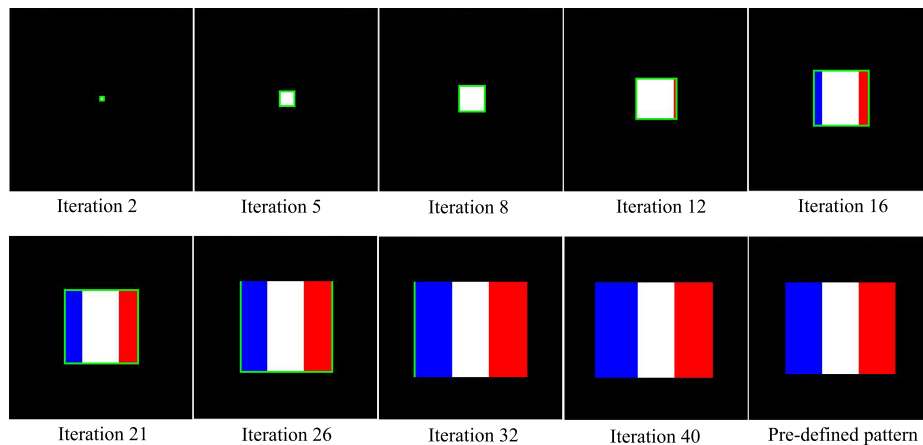 Iteration 2
Iteration 5
Iteration 8
Iteration 12
Iteration 16
Iteration 21
Iteration 26
Iteration 32
Iteration 40
Pre-defined pattern